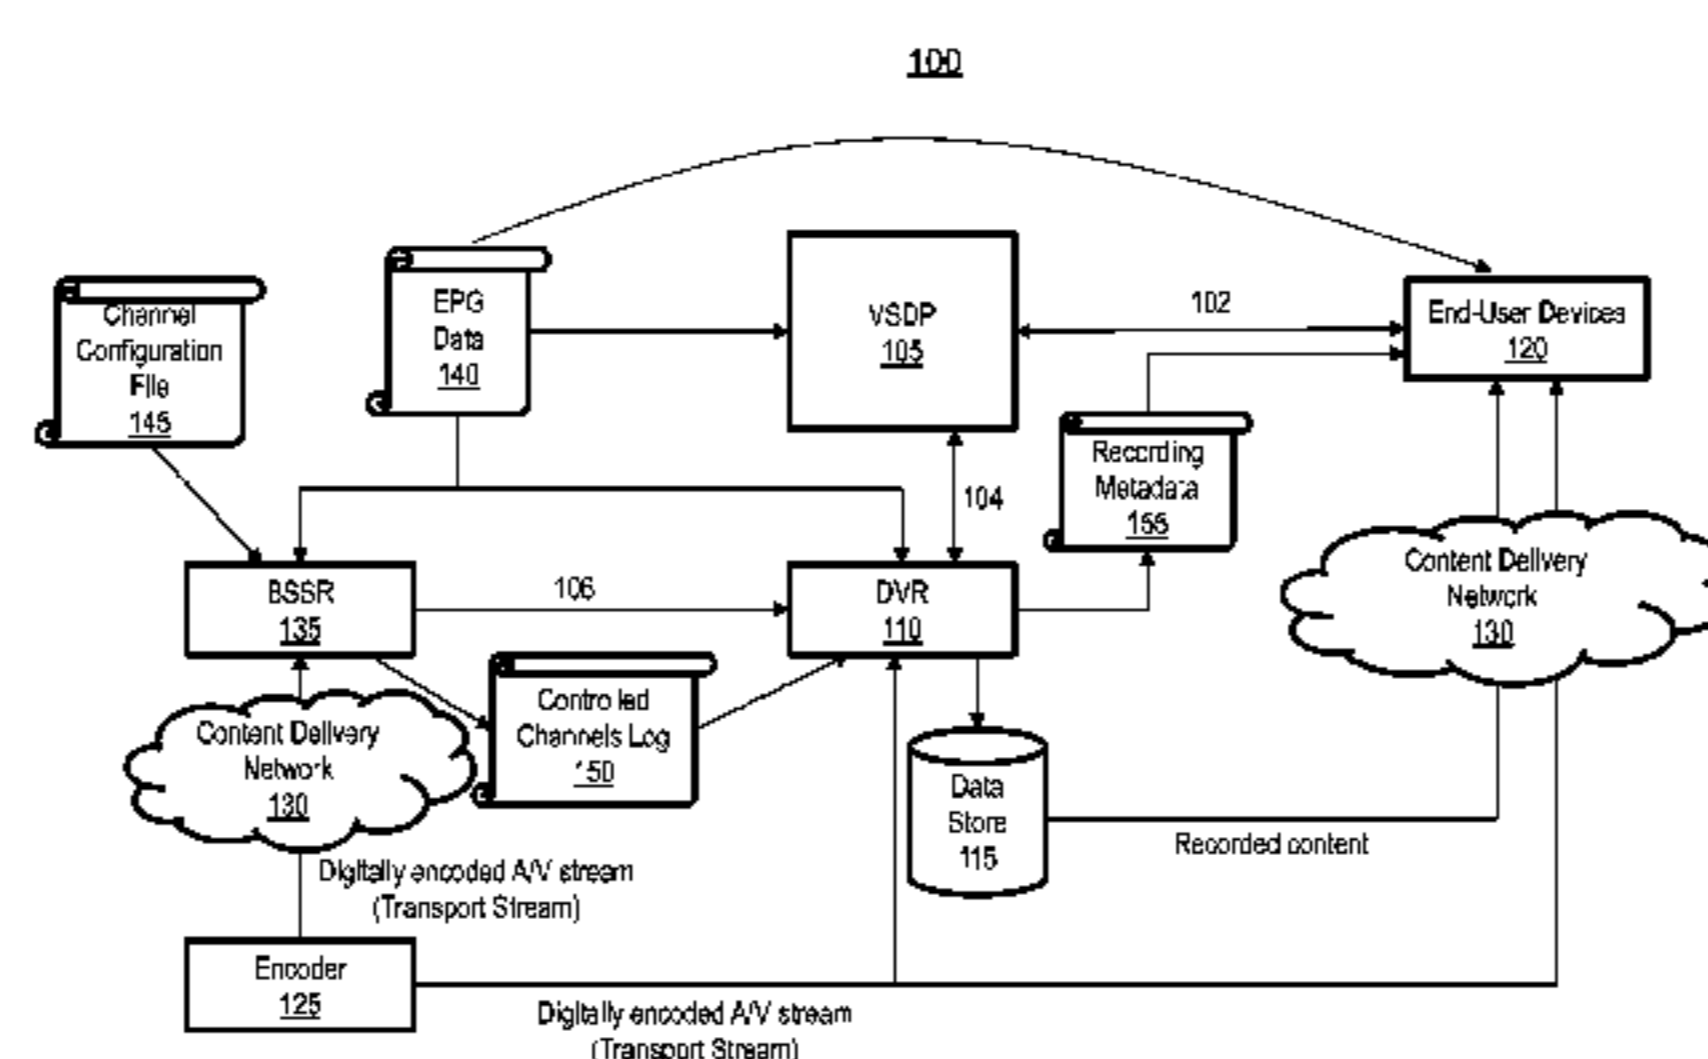 100
EPG
Data
140
VSDP
105
102
End-User Devices
120
Channel
Configuration
File
145
Recording
Metadata
155
104
Content Delivery
Network
130
BSSR
135
106
DVR
110
Controlled
Channels Log
150
Content Delivery
Network
130
Data
Store
115
Recorded content
Digitally encoded A/V stream
(Transport Stream)
Encoder
125
Digitally encoded A/V stream
(Transport Stream)